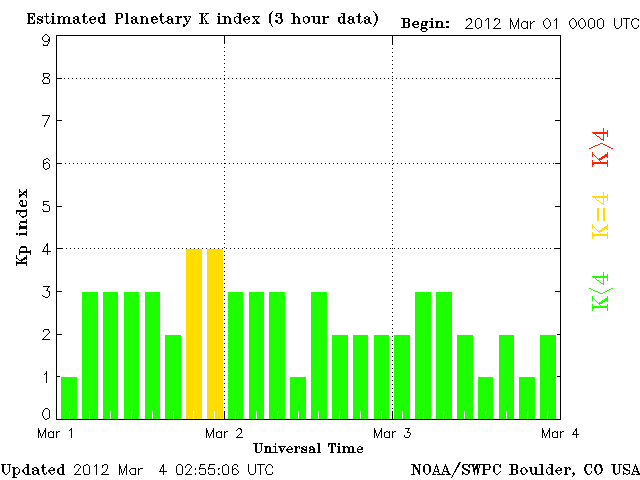 Estimated Planetary K index (3 hour data)
Begin: 2012 Mar 01 0000 UTC
9
8
7
6
5
4
3
2
1
0
Kp index
K>4
K=4
K<4
Mar 1
Mar 2
Mar 3
Mar 4
Universal Time
Updated 2012 Mar 4 02:55:06 UTC
NOAA/SWPC Boulder, CO USA